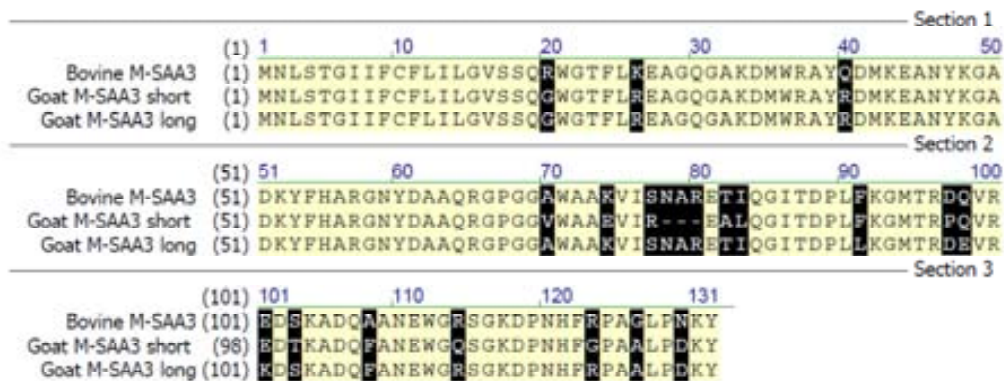 Section 1
(1) 1 10 20 30 40 50
Bovine M-SAA3 (1) MNLSTGIIFCFLILGVSSQRWGTFLKEAGQGAKDMWRAYQDMKEANYKGA
Goat M-SAA3 short (1) MNLSTGIIFCFLILGVSSQGWGTFLREAGQGAKDMWRAYRDMKEANYKGA
Goat M-SAA3 long (1) MNLSTGIIFCFLILGVSSQGWGTFLREAGQGAKDMWRAYRDMKEANYKGA
Section 2
(51) 51 60 70 80 90 100
Bovine M-SAA3 (51) DKYFHARGNYDAAQRGPGGAWAAKVISNARETIQGITDPLFKGMTRDQVR
Goat M-SAA3 short (51) DKYFHARGNYDAAQRGPGGVWAAEVIR---EALQGITDPLFKGMTRPQVR
Goat M-SAA3 long (51) DKYFHARGNYDAAQRGPGGAWAAKVISNARETIQGITDPLLKGMTRDEVR
Section 3
(101) 101 110 120 131
Bovine M-SAA3 (101) EDSKADQAANEWGRSGKDPNHFRPAGLPNKY
Goat M-SAA3 short (98) EDTKADQFANEWGQSGKDPNHFGPAALPDKY
Goat M-SAA3 long (101) KDSKADQFANEWGRSGKDPNHFRPAALPDKY